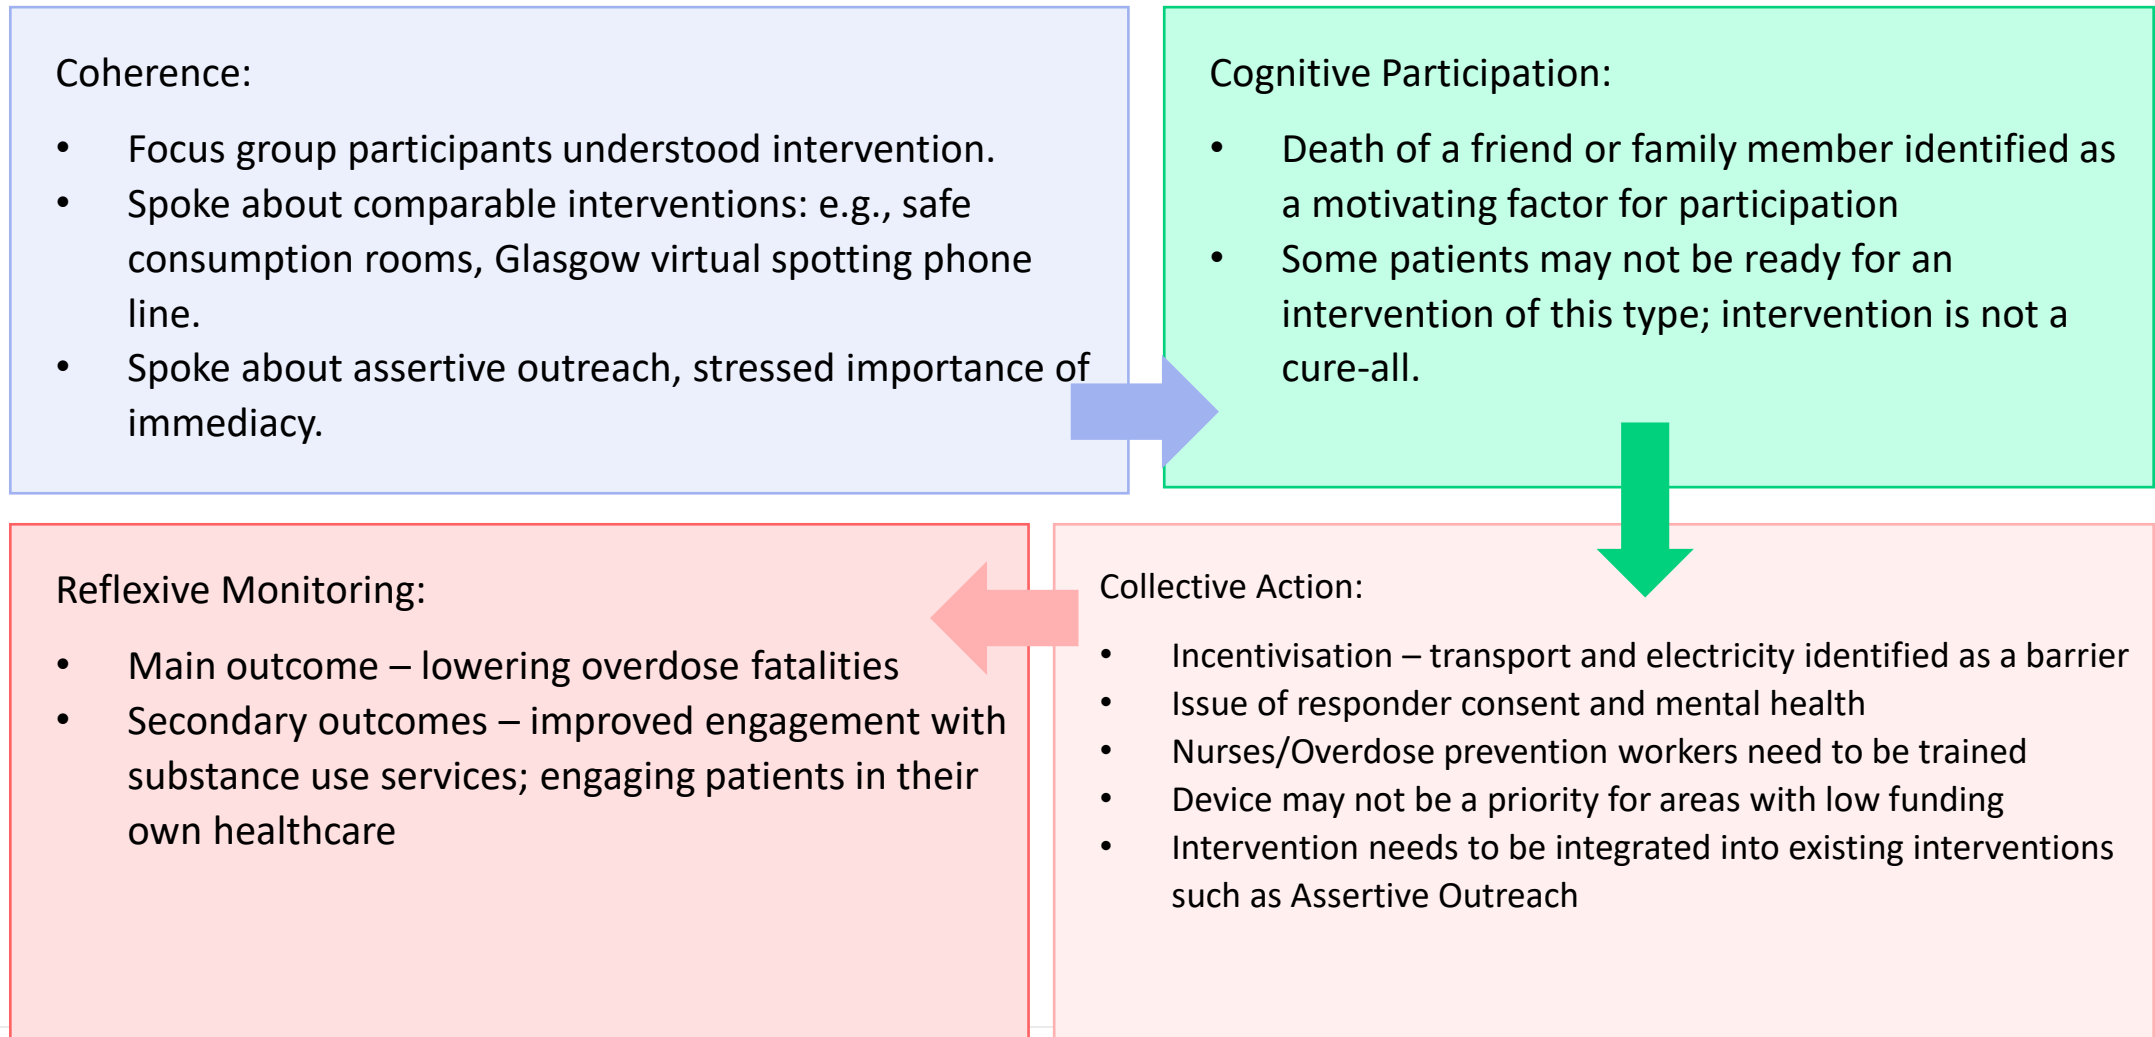 Coherence:
• Focus group participants understood intervention.
• Spoke about comparable interventions: e.g., safe
consumption rooms, Glasgow virtual spotting phone
line.
• Spoke about assertive outreach, stressed importance of
immediacy.
Cognitive Participation:
• Death of a friend or family member identified as
a motivating factor for participation
• Some patients may not be ready for an
intervention of this type; intervention is not a
cure-all.
Collective Action:
• Incentivisation – transport and electricity identified as a barrier
• Issue of responder consent and mental health
• Nurses/Overdose prevention workers need to be trained
• Device may not be a priority for areas with low funding
• Intervention needs to be integrated into existing interventions
such as Assertive Outreach
Reflexive Monitoring:
• Main outcome – lowering overdose fatalities
• Secondary outcomes – improved engagement with
substance use services; engaging patients in their
own healthcare